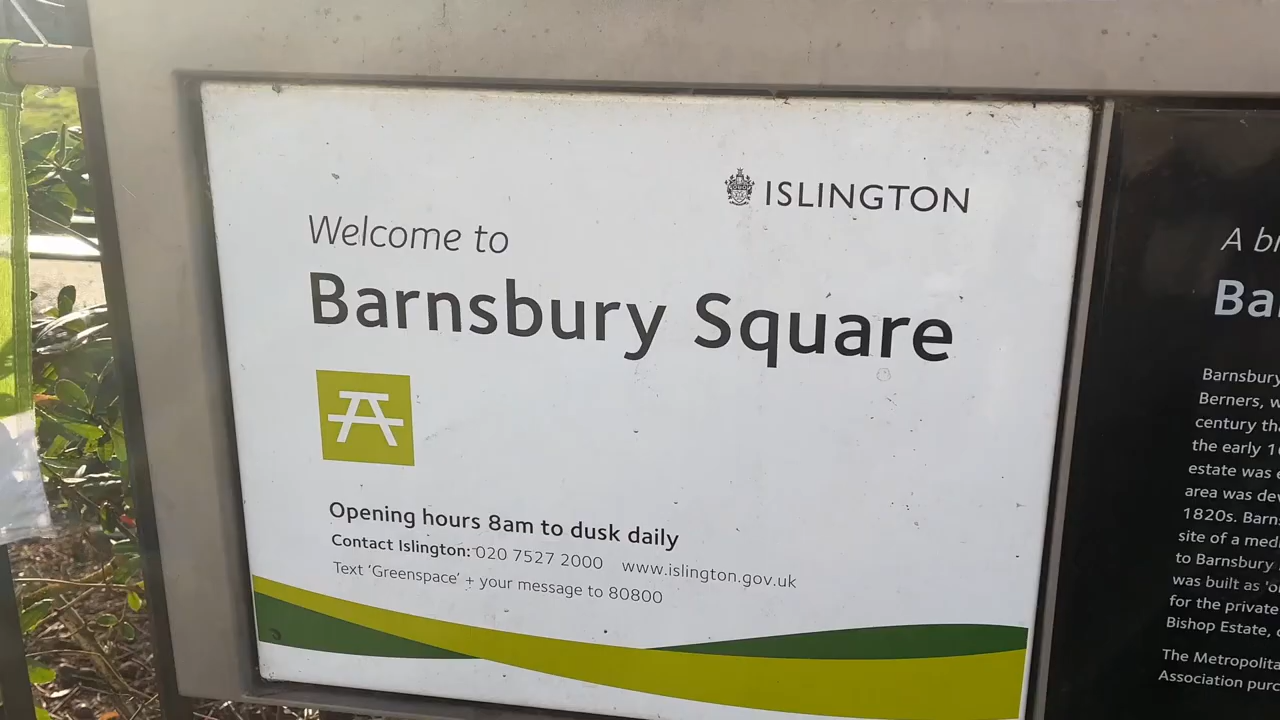 ISLINGTON
Welcome to
Barnsbury Square
Opening hours 8am to dusk daily
Contact Islington: 020 7527 2000 www.islington.gov.uk
Text 'Greenspace' + your message to 80800
A
Barnsbury
Berners,
century
the early
estate was
area was
1820s.
site of a
to Barnsbury
was built as
for the private
Bishop Estate,
The
Association